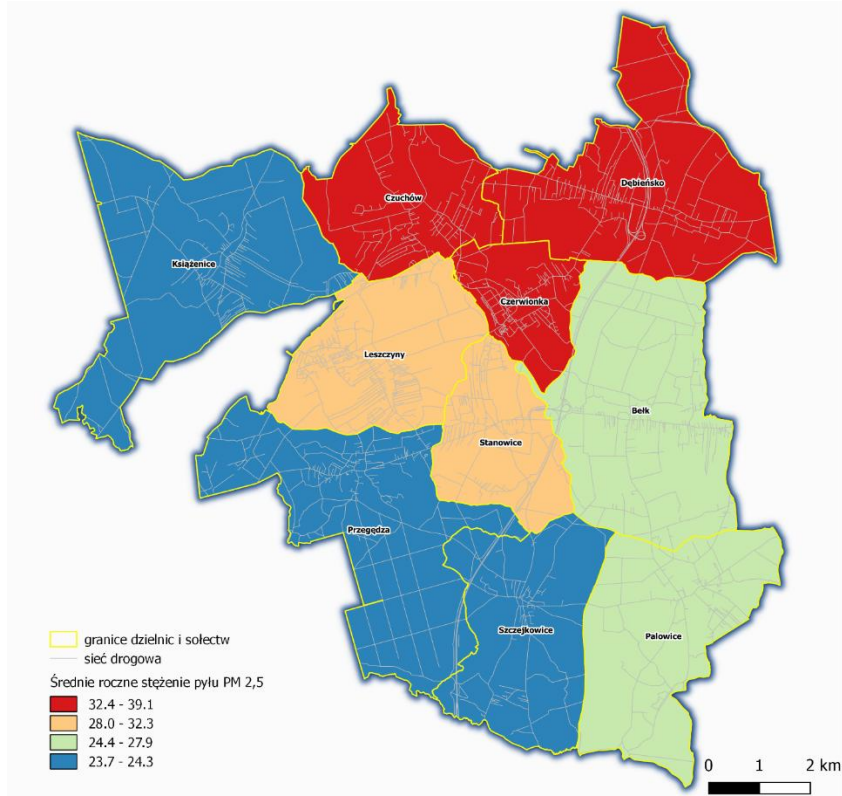 Dębieńsko
Czuchów
Książenice
Czerwionka
Leszczyny
Bełk
Stanowice
Przegędza
Szczejkowice
Palowice
granice dzielnic i sołectw
sieć drogowa
Średnie roczne stężenie pyłu PM 2,5
32.4 - 39.1
28.0 - 32.3
24.4 - 27.9
23.7 - 24.3
0 1 2 km